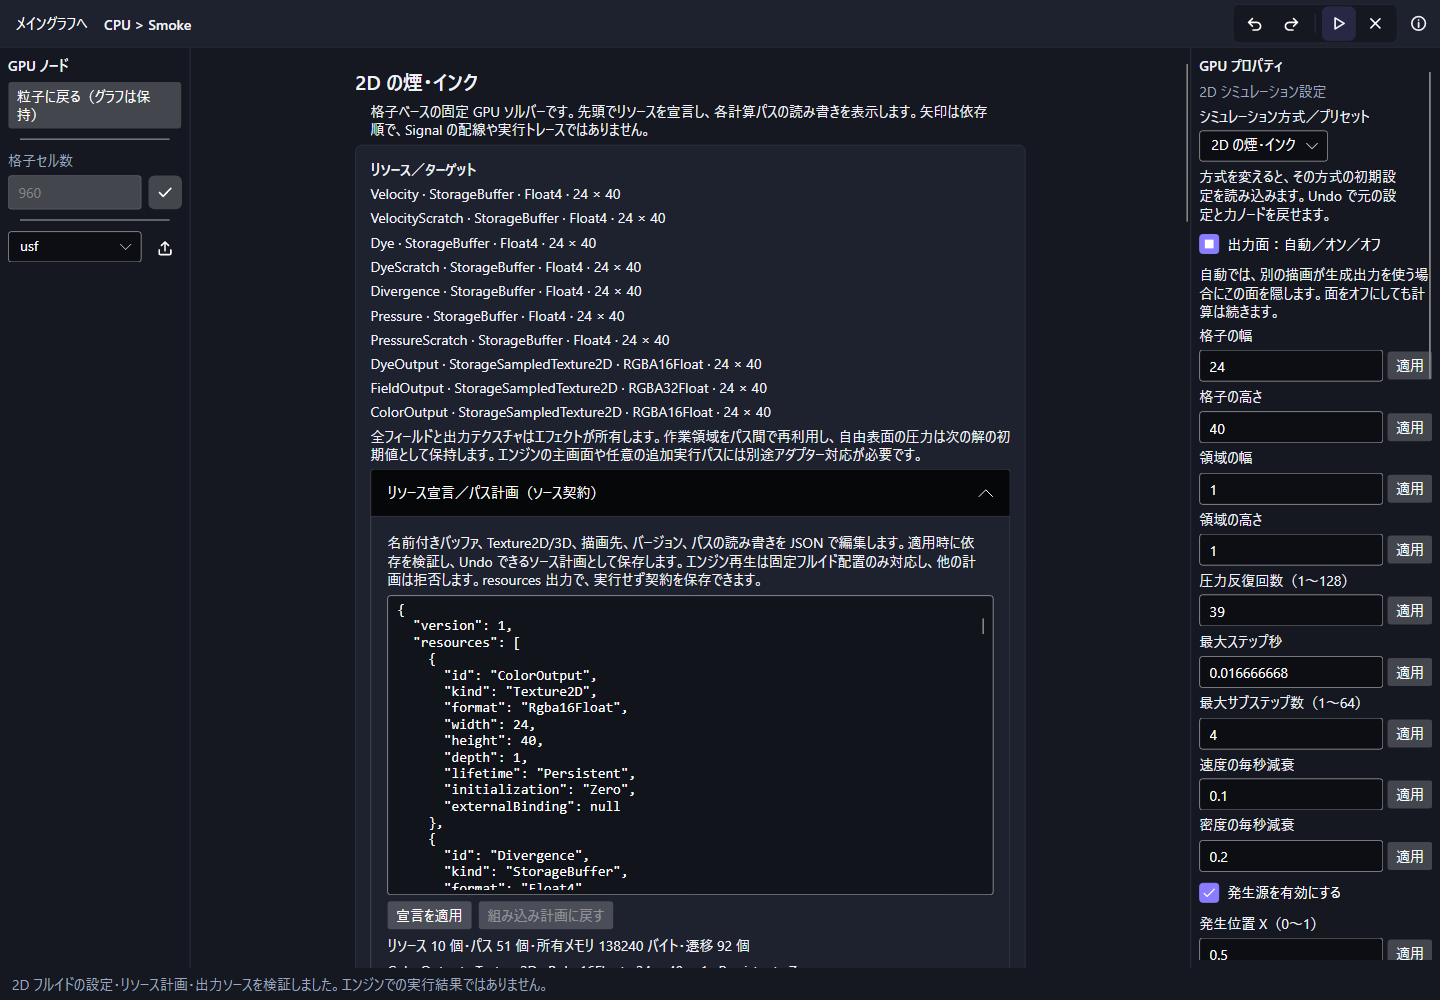 メイングラフへ CPU > Smoke
GPU ノード
粒子に戻る（グラフは保
持）
格子セル数
960
usf
2D の煙・インク
格子ベースの固定 GPU ソルバーです。先頭でリソースを宣言し、各計算パスの読み書きを表示します。矢印は依存
順で、Signal の配線や実行トレースではありません。
リソース／ターゲット
Velocity · StorageBuffer · Float4 · 24 × 40
VelocityScratch · StorageBuffer · Float4 · 24 × 40
Dye · StorageBuffer · Float4 · 24 × 40
DyeScratch · StorageBuffer · Float4 · 24 × 40
Divergence · StorageBuffer · Float4 · 24 × 40
Pressure · StorageBuffer · Float4 · 24 × 40
PressureScratch · StorageBuffer · Float4 · 24 × 40
DyeOutput · StorageSampledTexture2D · RGBA16Float · 24 × 40
FieldOutput · StorageSampledTexture2D · RGBA32Float · 24 × 40
ColorOutput · StorageSampledTexture2D · RGBA16Float · 24 × 40
全フィールドと出力テクスチャはエフェクトが所有します。作業領域をパス間で再利用し、自由表面の圧力は次の解の初
期値として保持します。エンジンの主画面や任意の追加実行パスには別途アダプター対応が必要です。
リソース宣言／パス計画（ソース契約）
名前付きバッファ、Texture2D/3D、描画先、バージョン、パスの読み書きを JSON で編集します。適用時に依
存を検証し、Undo できるソース計画として保存します。エンジン再生は固定フルイド配置のみ対応し、他の計
画は拒否します。resources 出力で、実行せず契約を保存できます。
{
"version": 1,
"resources": [
{
"id": "ColorOutput",
"kind": "Texture2D",
"format": "Rgba16Float",
"width": 24,
"height": 40,
"depth": 1,
"lifetime": "Persistent",
"initialization": "Zero",
"externalBinding": null
},
{
"id": "Divergence",
"kind": "StorageBuffer",
"format": "Float4"
宣言を適用 組み込み計画に戻す
リソース 10 個・パス 51 個・所有メモリ 138240 バイト・遷移 92 個
GPU プロパティ
2D シミュレーション設定
シミュレーション方式／プリセット
2D の煙・インク
方式を変えると、その方式の初期設
定を読み込みます。Undo で元の設
定と力ノードを戻せます。
出力面：自動／オン／オフ
自動では、別の描画が生成出力を使う場
合にこの面を隠します。面をオフにしても計
算は続きます。
格子の幅
24 適用
格子の高さ
40 適用
領域の幅
1 適用
領域の高さ
1 適用
圧力反復回数（1～128）
39 適用
最大ステップ秒
0.016666668 適用
最大サブステップ数（1～64）
4 適用
速度の毎秒減衰
0.1 適用
密度の毎秒減衰
0.2 適用
発生源を有効にする
発生位置 X（0～1）
0.5 適用
2D フルイドの設定・リソース計画・出力ソースを検証しました。エンジンでの実行結果ではありません。